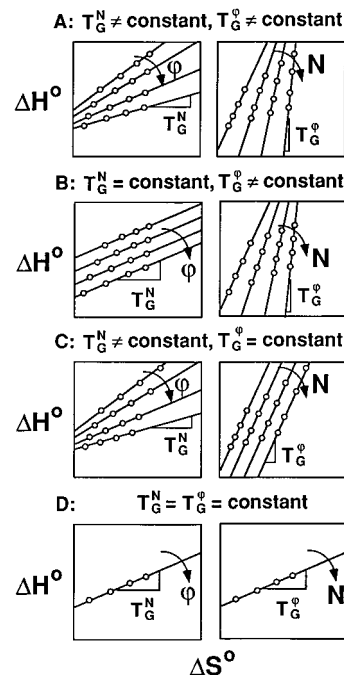 A: T_G^N ≠ constant, T_G^φ ≠ constant
ΔH°
φ
T_G^N
N
T_G^φ
B: T_G^N = constant, T_G^φ ≠ constant
ΔH°
φ
T_G^N
N
T_G^φ
C: T_G^N ≠ constant, T_G^φ = constant
ΔH°
φ
T_G^N
N
T_G^φ
D: T_G^N = T_G^φ = constant
ΔH°
T_G^N
φ
T_G^φ
N
ΔS°